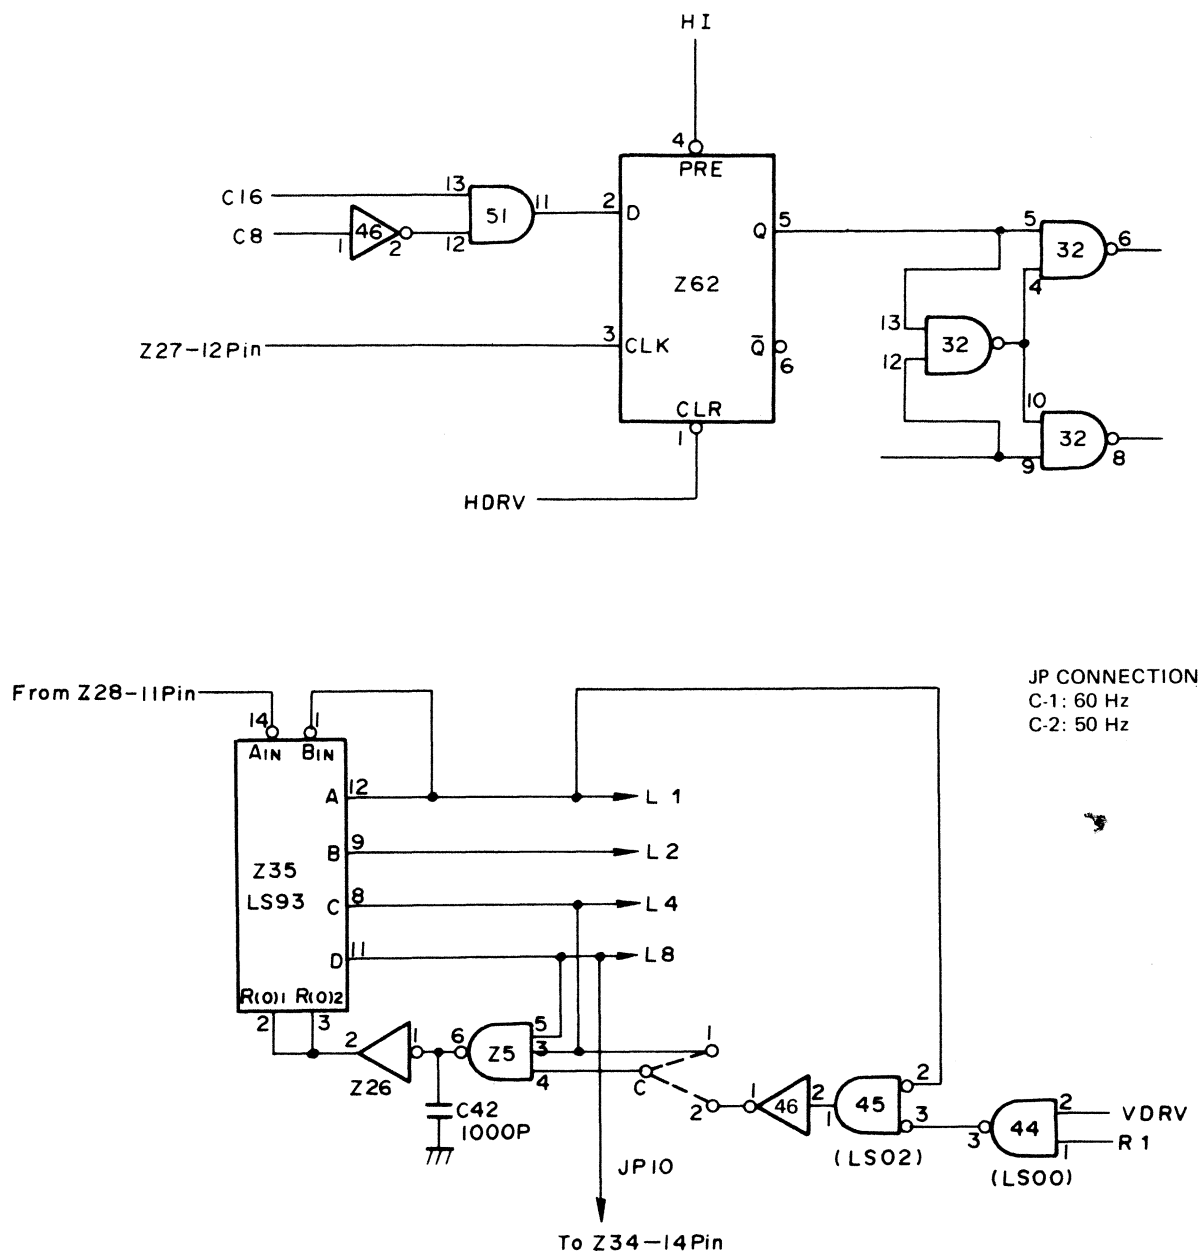 HI
4
PRE
C16
13
51
11
2
D
C8
1
46
2
12
Q
5
5
32
6
4
Z62
13
32
12
Z27-12Pin
3
CLK
Q̅
6
10
CLR
1
32
9
8
HDRV
From Z28-11Pin
14
1
AIN
BIN
JP CONNECTION
C-1: 60 Hz
C-2: 50 Hz
A
12
L 1
B
9
L2
Z35
LS93
C
8
L4
D
11
L8
R(0)1
R(0)2
2
3
2
1
Z26
6
Z5
5
3
4
C
1
2
C42
1000P
1
46
2
1
45
2
3
(LS02)
3
44
2
VDRV
1
R1
(LS00)
JP10
To Z34-14Pin